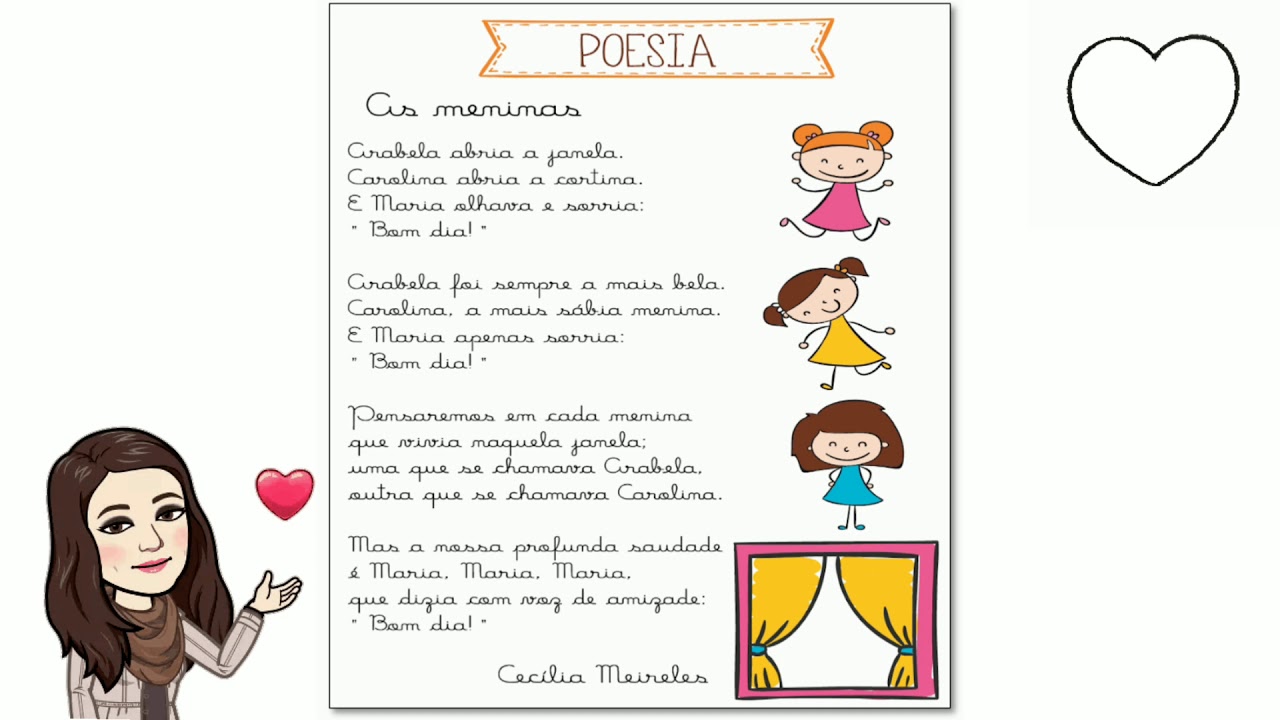 POESIA
As meninas
Arabela abria a janela.
Carolina abria a cortina.
E Maria olhava e sorria:
" Bom dia! "
Arabela foi sempre a mais bela.
Carolina, a mais sábia menina.
E Maria apenas sorria:
" Bom dia! "
Pensaremos em cada menina
que vivia naquela janela;
uma que se chamava Arabela,
outra que se chamava Carolina.
Mas a nossa profunda saudade
é Maria, Maria, Maria,
que dizia com voz de amizade:
" Bom dia! "
Cecília Meireles